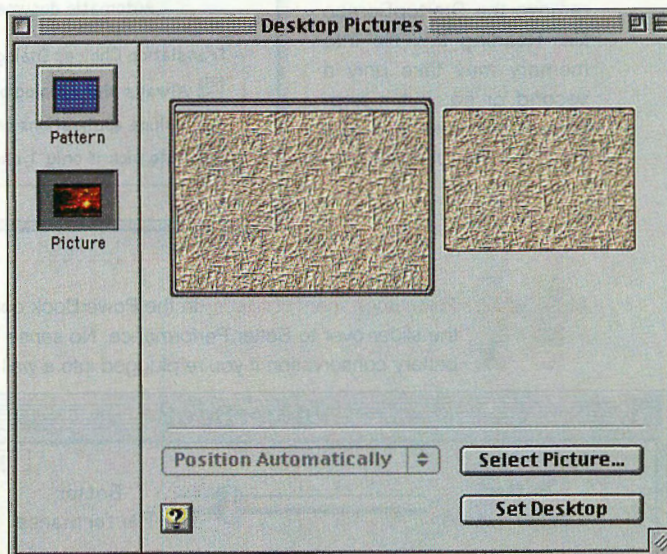 Desktop Pictures
Pattern
Picture
Position Automatically
Select Picture...
?
Set Desktop